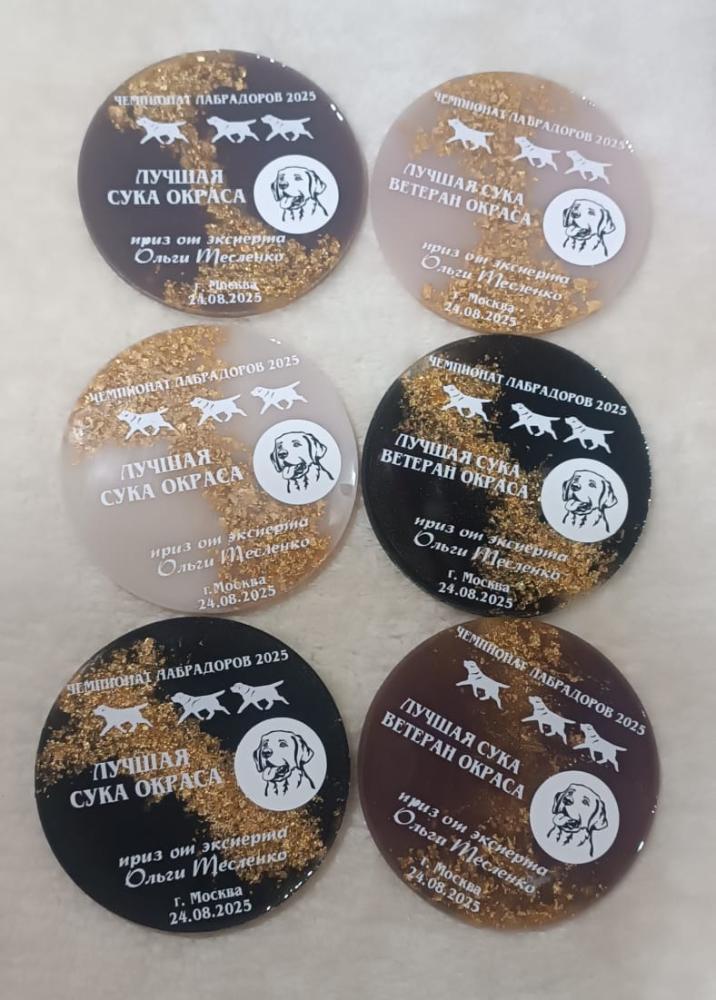 ЧЕМПИОНАТ ЛАБРАДОРОВ 2025
ЛУЧШАЯ
СУКА ОКРАСА
приз от эксперта
Ольги Тесленко
г. Москва
24.08.2025
ЧЕМПИОНАТ ЛАБРАДОРОВ 2025
ЛУЧШАЯ СУКА
ВЕТЕРАН ОКРАСА
приз от эксперта
Ольги Тесленко
г. Москва
24.08.2025
ЧЕМПИОНАТ ЛАБРАДОРОВ 2025
ЛУЧШАЯ
СУКА ОКРАСА
приз от эксперта
Ольги Тесленко
г. Москва
24.08.2025
ЧЕМПИОНАТ ЛАБРАДОРОВ 2025
ЛУЧШАЯ СУКА
ВЕТЕРАН ОКРАСА
приз от эксперта
Ольги Тесленко
г. Москва
24.08.2025
ЧЕМПИОНАТ ЛАБРАДОРОВ 2025
ЛУЧШАЯ
СУКА ОКРАСА
приз от эксперта
Ольги Тесленко
г. Москва
24.08.2025
ЧЕМПИОНАТ ЛАБРАДОРОВ 2025
ЛУЧШАЯ СУКА
ВЕТЕРАН ОКРАСА
приз от эксперта
Ольга Тесленко
г. Москва
24.08.2025